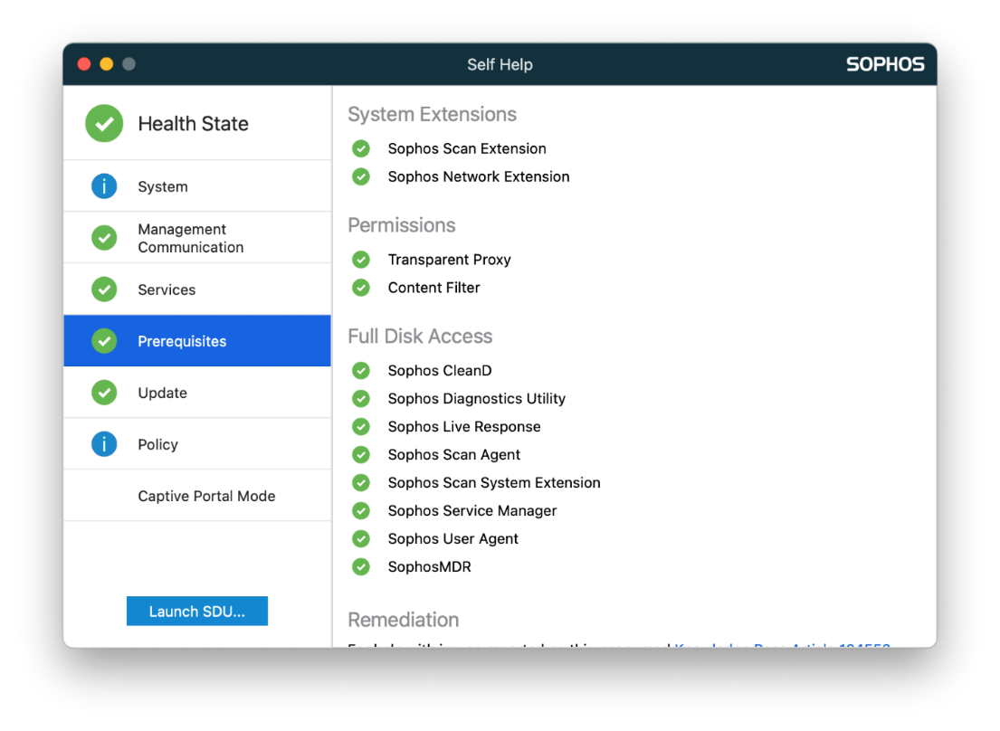 Self Help
SOPHOS
Health State
System
Management
Communication
Services
Prerequisites
Update
Policy
Captive Portal Mode
Launch SDU...
System Extensions
Sophos Scan Extension
Sophos Network Extension
Permissions
Transparent Proxy
Content Filter
Full Disk Access
Sophos CleanD
Sophos Diagnostics Utility
Sophos Live Response
Sophos Scan Agent
Sophos Scan System Extension
Sophos Service Manager
Sophos User Agent
SophosMDR
Remediation